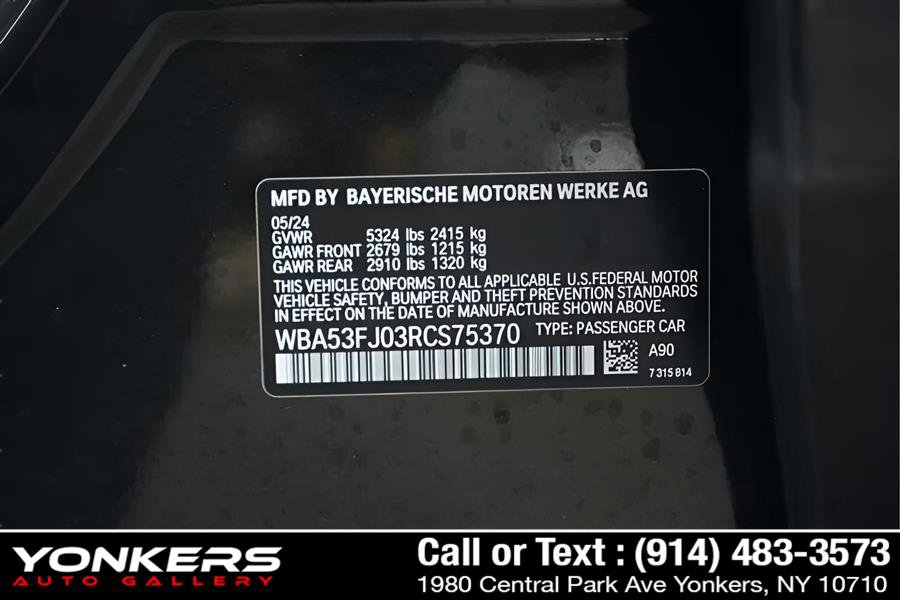 MFD BY BAYERISCHE MOTOREN WERKE AG
05/24
GVWR 5324 lbs 2415 kg
GAWR FRONT 2679 lbs 1215 kg
GAWR REAR 2910 lbs 1320 kg
THIS VEHICLE CONFORMS TO ALL APPLICABLE U.S.FEDERAL MOTOR
VEHICLE SAFETY, BUMPER AND THEFT PREVENTION STANDARDS
IN EFFECT ON THE DATE OF MANUFACTURE SHOWN ABOVE.
WBA53FJ03RCS75370 TYPE: PASSENGER CAR
A90
7 315 814
YONKERS
AUTO GALLERY
Call or Text : (914) 483-3573
1980 Central Park Ave Yonkers, NY 10710